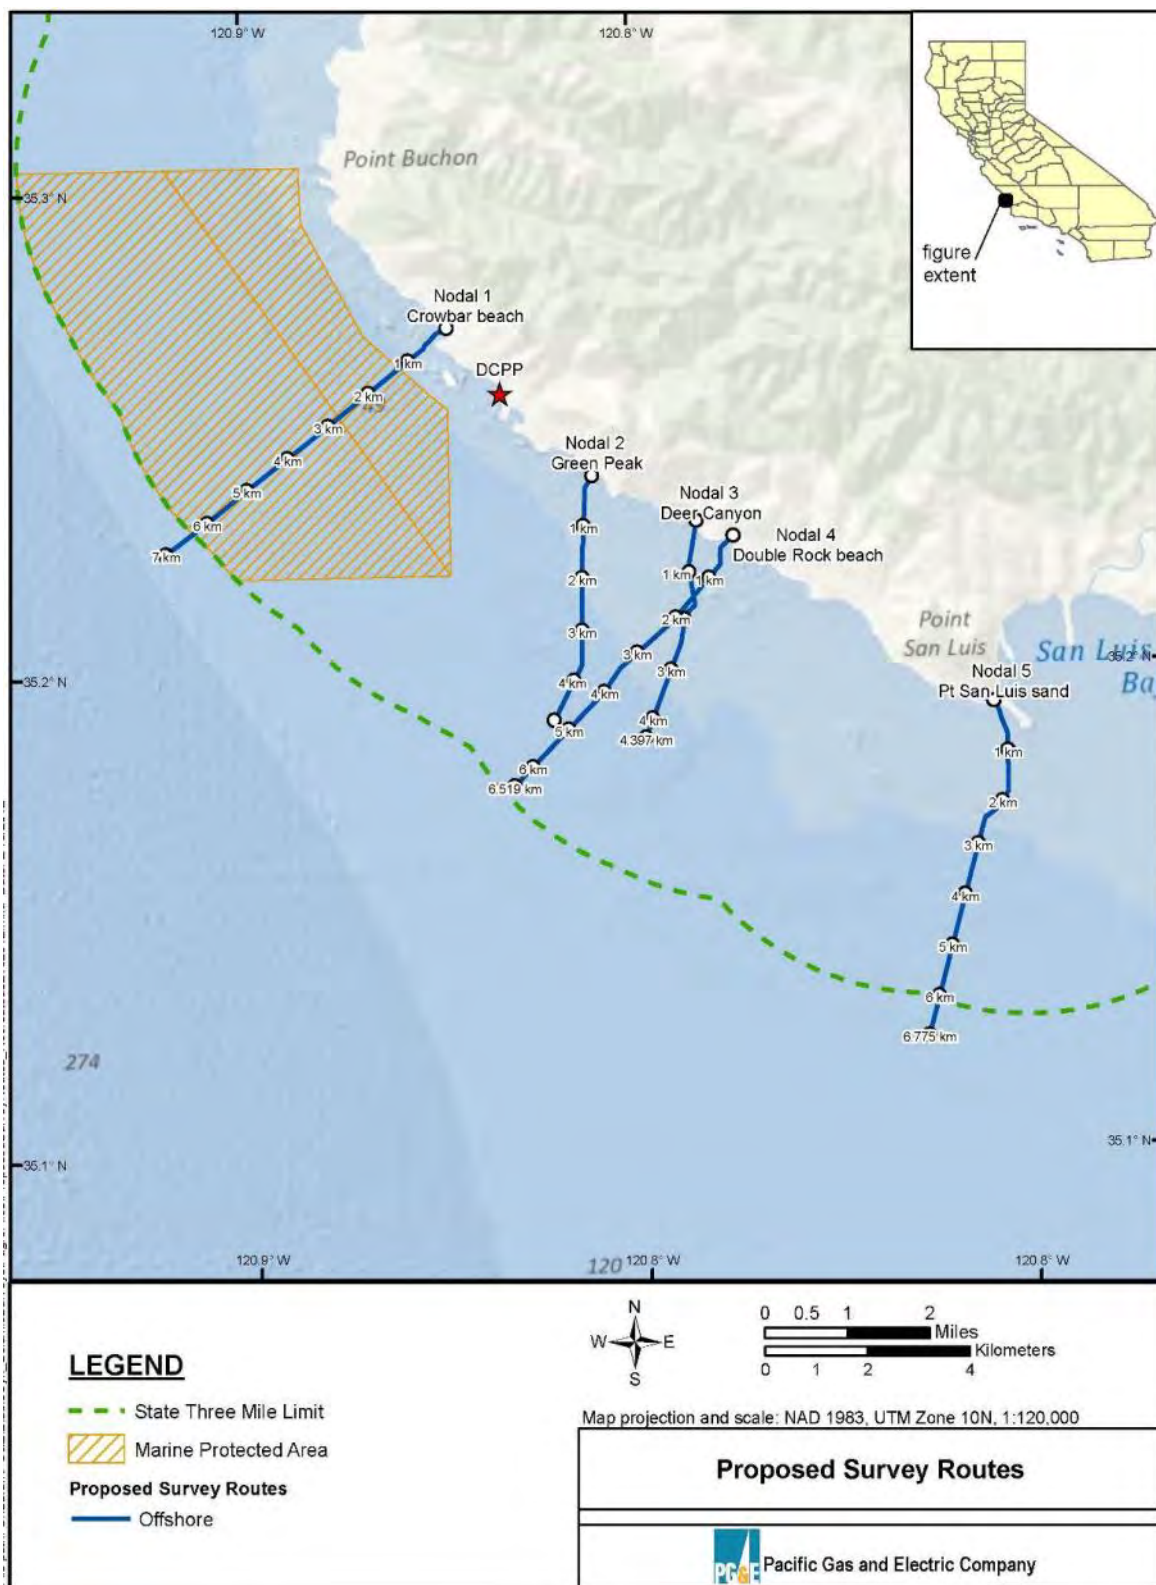 120.9° W
120.8° W
Point Buchon
35.3° N
figure
extent
Nodal 1
Crowbar beach
1 km
DCPP
2 km
3 km
4 km
5 km
6 km
7 km
Nodal 2
Green Peak
1 km
2 km
3 km
4 km
Nodal 3
Deer Canyon
1 km
3 km
4 km
4.397 km
Nodal 4
Double Rock beach
1 km
2 km
3 km
4 km
5 km
6 km
6.519 km
Point
San Luis
San Luis
Ba
35.2° N
35.2° N
Nodal 5
Pt San Luis sand
1 km
2 km
3 km
4 km
5 km
6 km
6.775 km
274
35.1° N
35.1° N
120.9° W
120
120.8° W
120.8° W
LEGEND
State Three Mile Limit
Marine Protected Area
Proposed Survey Routes
Offshore
N
W E
S
0 0.5 1 2
Miles
Kilometers
0 1 2 4
Map projection and scale: NAD 1983, UTM Zone 10N, 1:120,000
Proposed Survey Routes
PG&E Pacific Gas and Electric Company